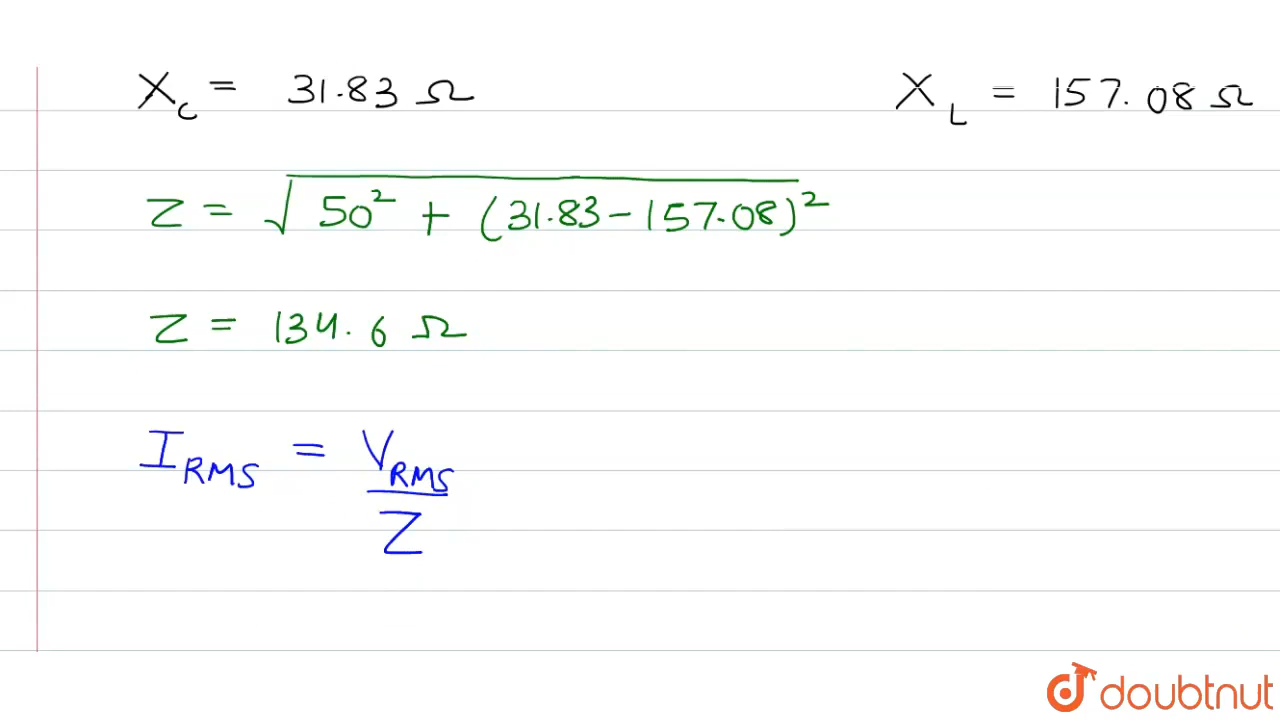 X_C = 31.83 Ω X_L = 157.08 Ω
Z = √(50² + (31.83 - 157.08)²)
Z = 134.6 Ω
I_RMS = V_RMS / Z
doubtnut